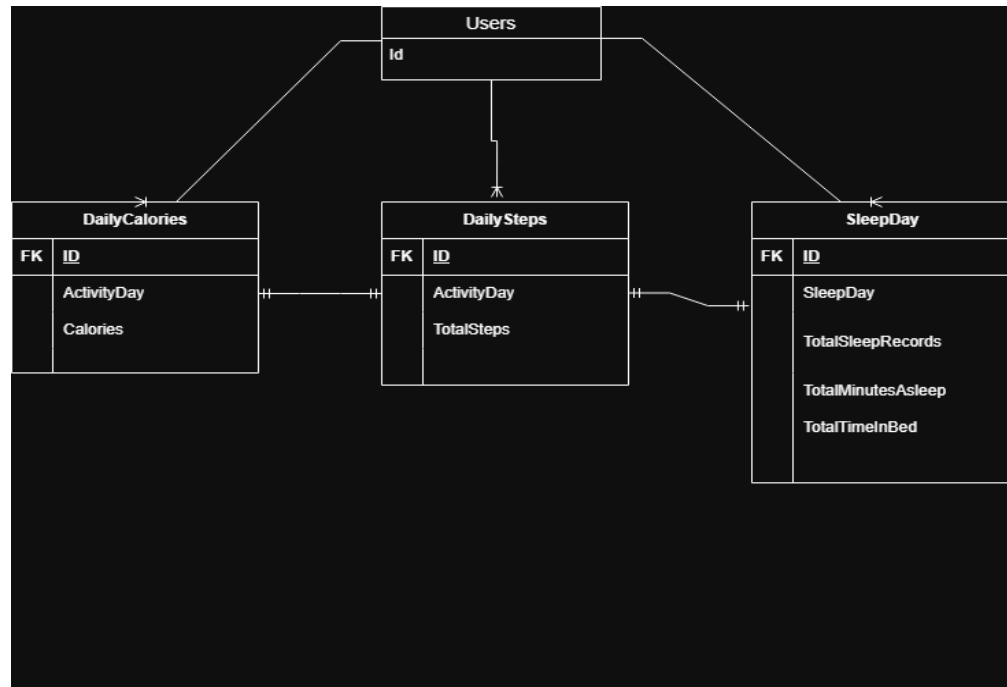 Users
Id
DailyCalories
FK ID
ActivityDay
Calories
DailySteps
FK ID
ActivityDay
TotalSteps
SleepDay
FK ID
SleepDay
TotalSleepRecords
TotalMinutesAsleep
TotalTimeInBed